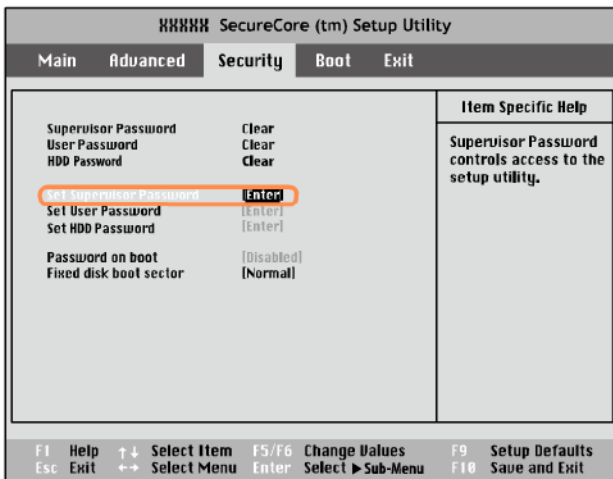 XXXXX SecureCore (tm) Setup Utility
Main Advanced Security Boot Exit
Item Specific Help
Supervisor Password Clear
User Password Clear
HDD Password Clear
Supervisor Password
controls access to the
setup utility.
Set Supervisor Password [Enter]
Set User Password [Enter]
Set HDD Password [Enter]
Password on boot [Disabled]
Fixed disk boot sector [Normal]
F1 Help ↑↓ Select Item F5/F6 Change Values F9 Setup Defaults
Esc Exit ←→ Select Menu Enter Select ▶Sub-Menu F10 Save and Exit